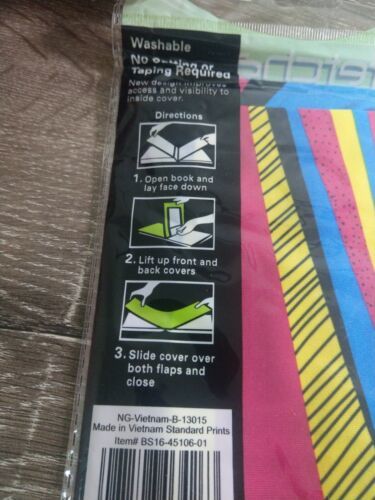 Washable
No Cutting or
Taping Required
New design improves
access and visibility to
inside cover.
Directions
1. Open book and
lay face down
2. Lift up front and
back covers
3. Slide cover over
both flaps and
close
NG-Vietnam-B-13015
Made in Vietnam Standard Prints
Item# BS16-45106-01